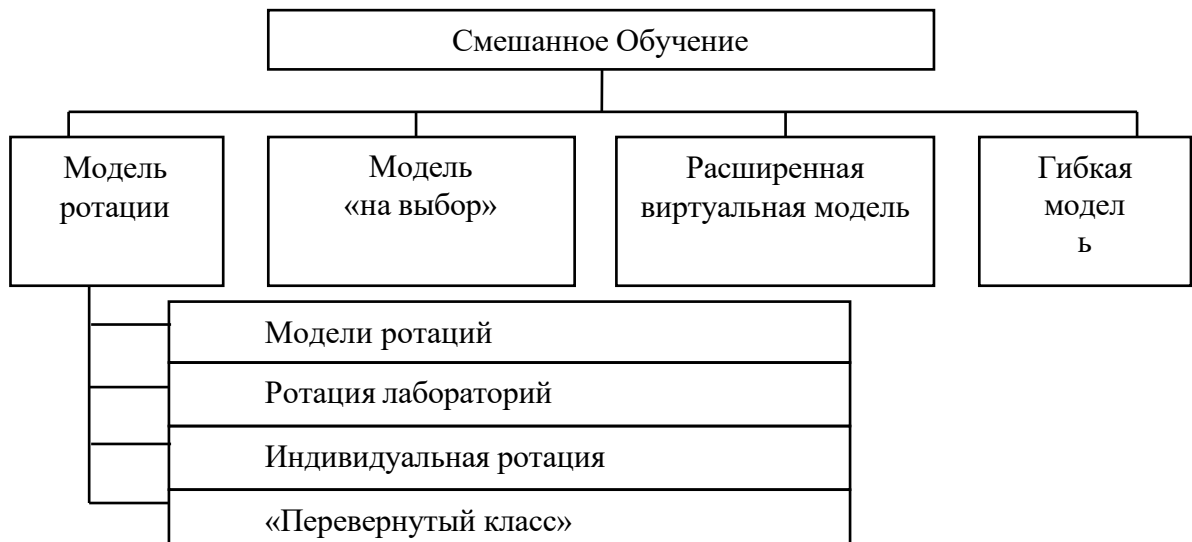 Смешанное Обучение
Модель
ротации
Модель
«на выбор»
Расширенная
виртуальная модель
Гибкая
модел
ь
Модели ротаций
Ротация лабораторий
Индивидуальная ротация
«Перевернутый класс»